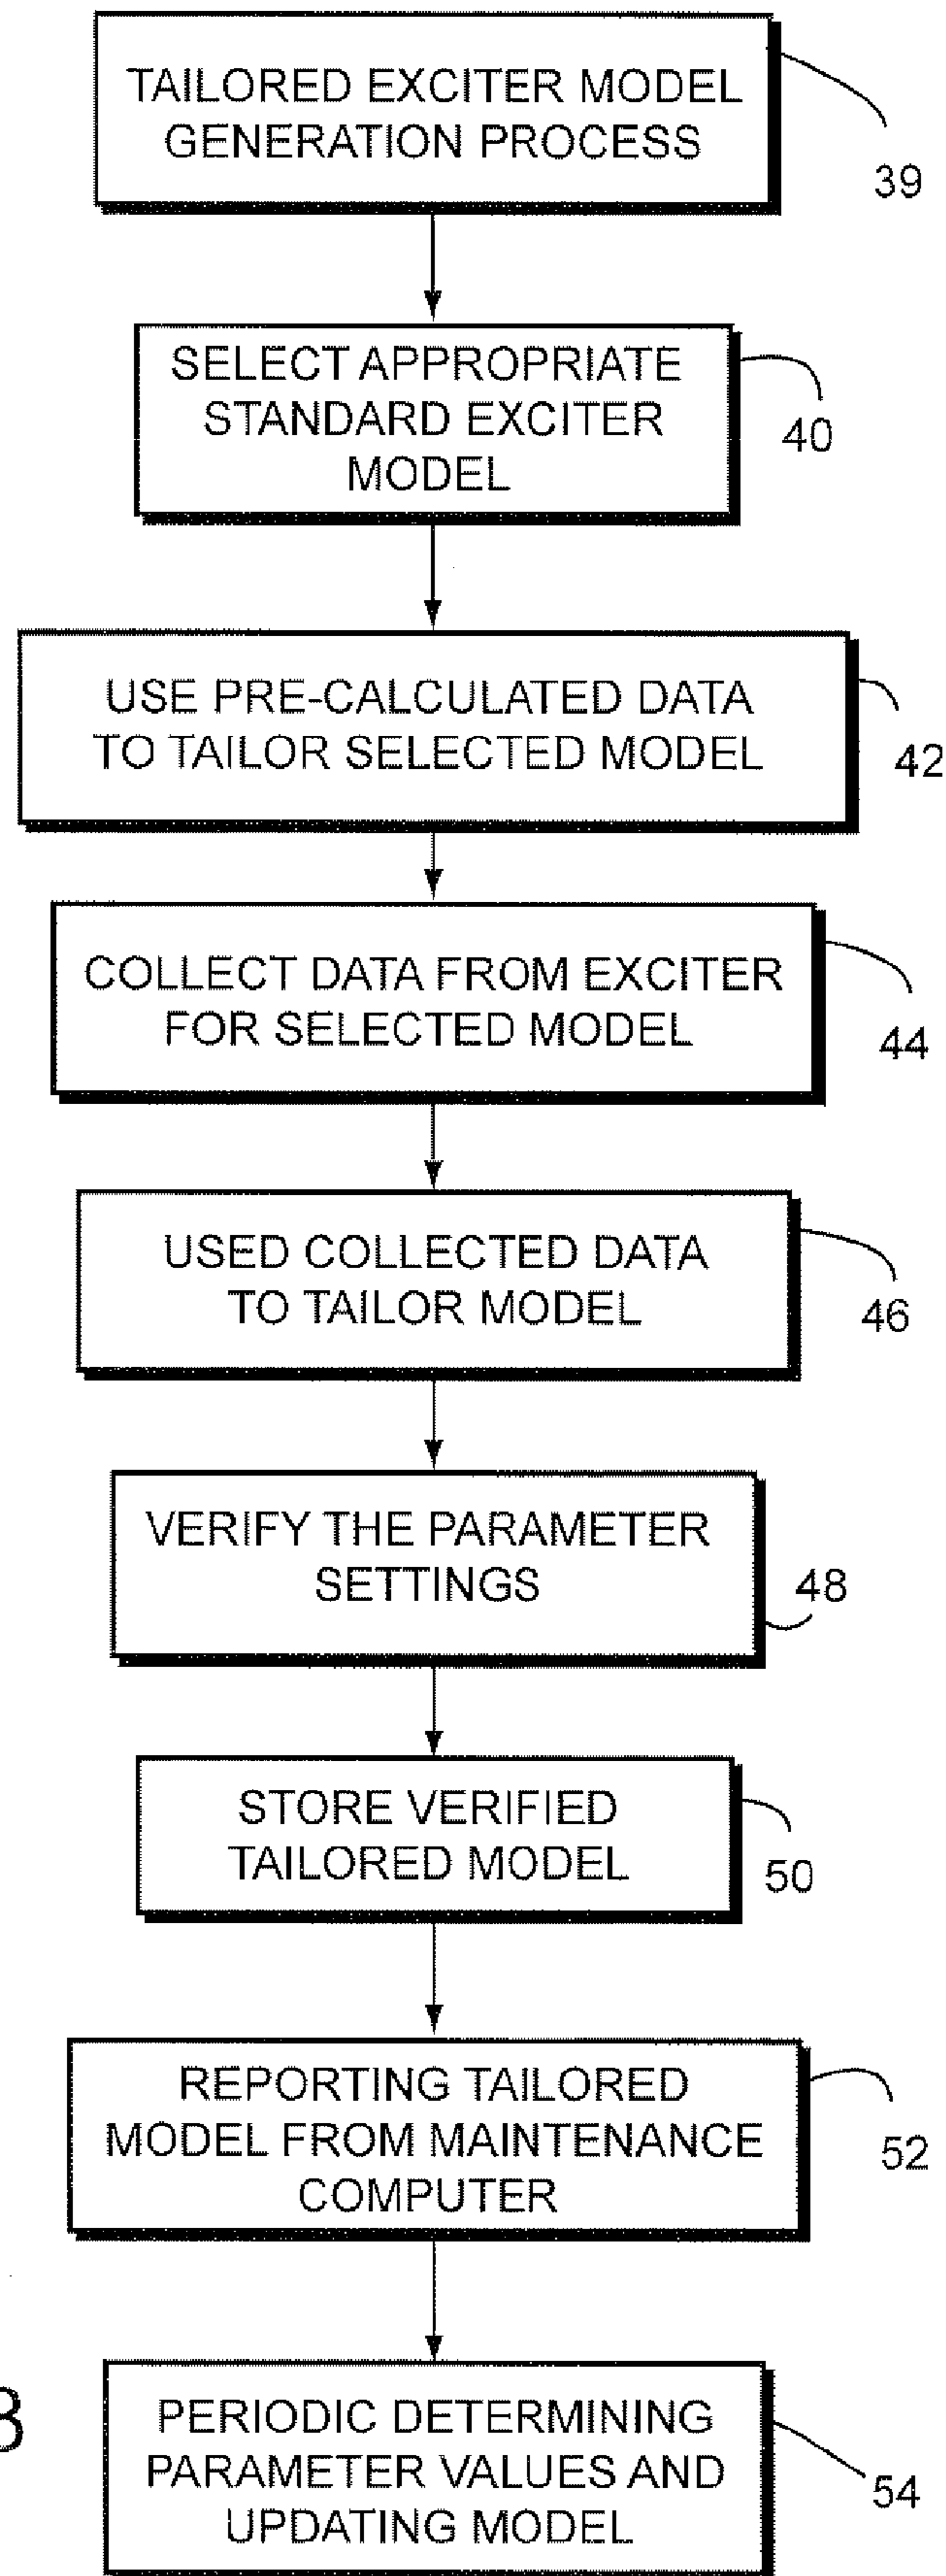 TAILORED EXCITER MODEL
GENERATION PROCESS
39
SELECT APPROPRIATE
STANDARD EXCITER
MODEL
40
USE PRE-CALCULATED DATA
TO TAILOR SELECTED MODEL
42
COLLECT DATA FROM EXCITER
FOR SELECTED MODEL
44
USED COLLECTED DATA
TO TAILOR MODEL
46
VERIFY THE PARAMETER
SETTINGS
48
STORE VERIFIED
TAILORED MODEL
50
REPORTING TAILORED
MODEL FROM MAINTENANCE
COMPUTER
52
PERIODIC DETERMINING
PARAMETER VALUES AND
UPDATING MODEL
54